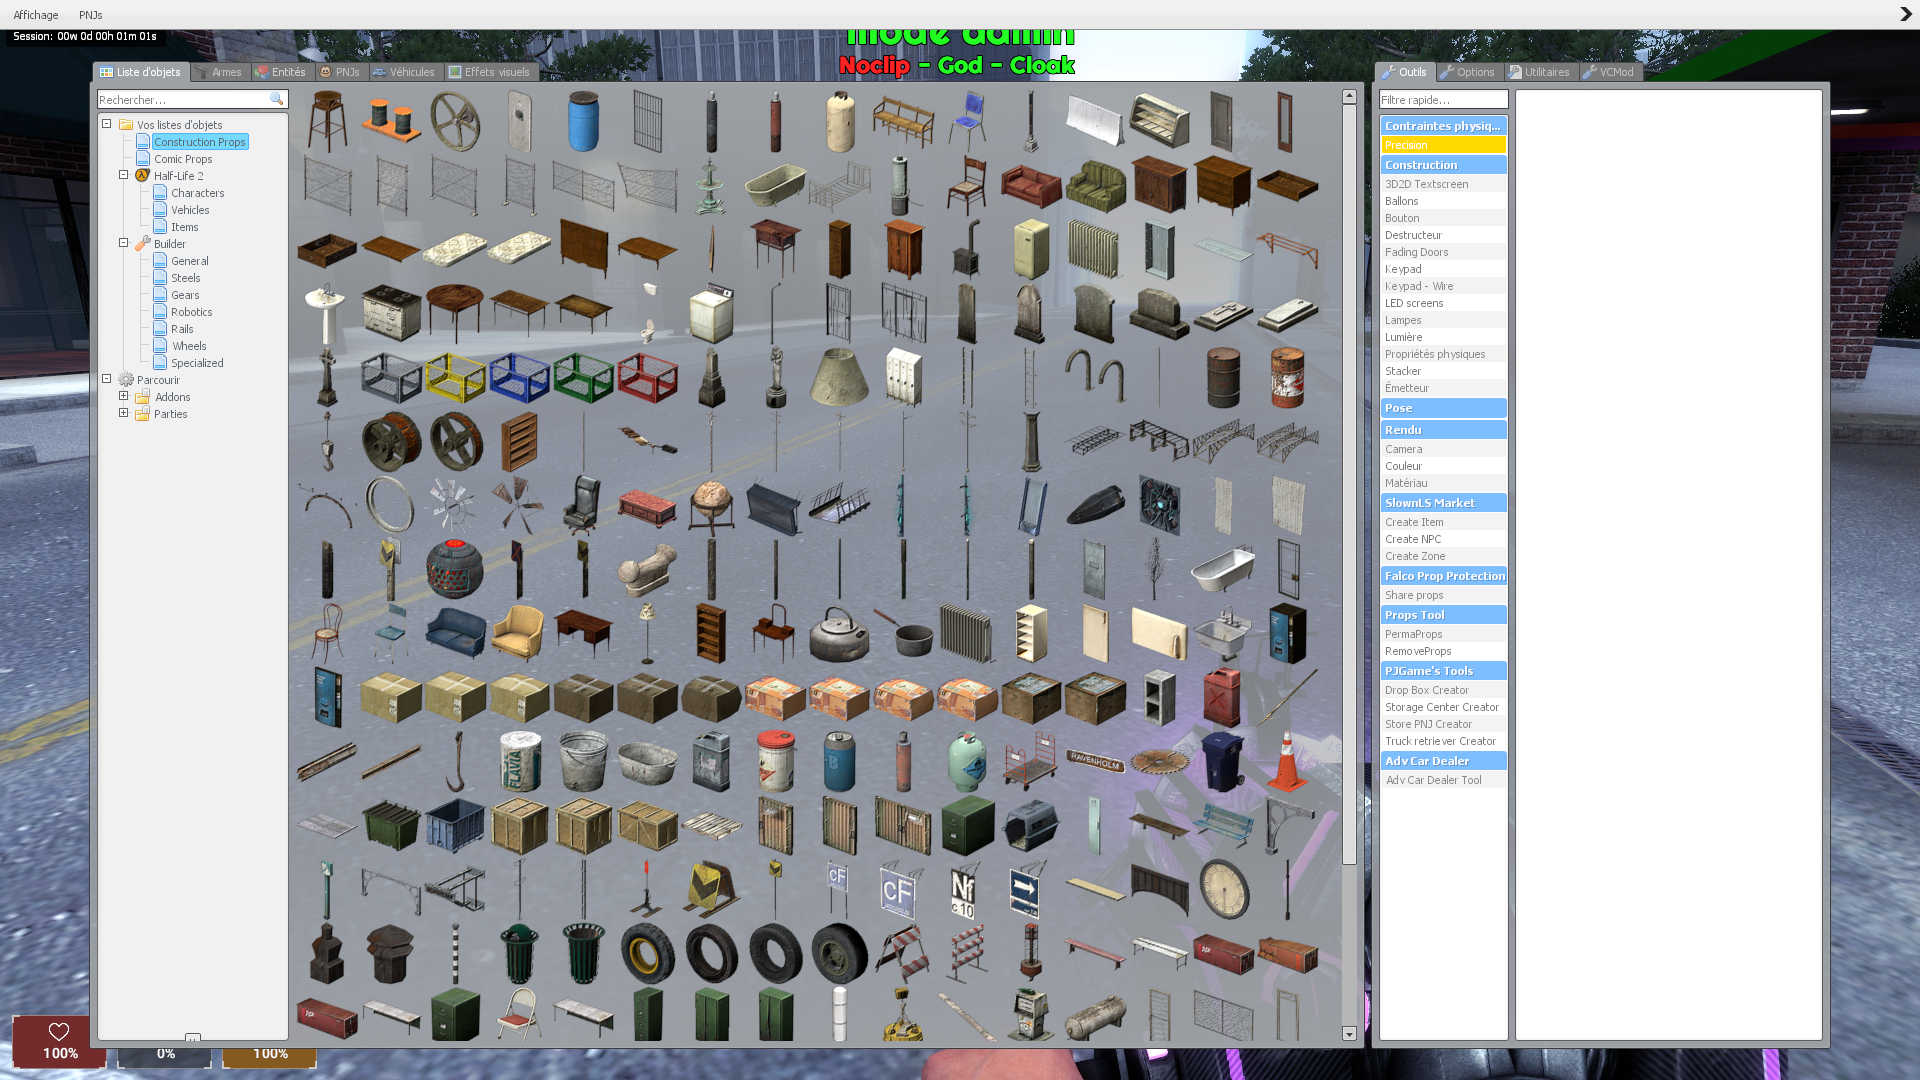 Affichage PNJs
Session: 00w 0d 00h 01m 01s
mode admin
Noclip - God - Cloak
Liste d'objets Armes Entités PNJs Véhicules Effets visuels
Outils Options Utilitaires VCMod
Rechercher...
Filtre rapide...
Vos listes d'objets
Construction Props
Comic Props
Half-Life 2
Characters
Vehicles
Items
Builder
General
Steels
Gears
Robotics
Rails
Wheels
Specialized
Parcourir
Addons
Parties
Contraintes physiq...
Precision
Construction
3D2D Textscreen
Ballons
Bouton
Destructeur
Fading Doors
Keypad
Keypad - Wire
LED screens
Lampes
Lumière
Propriétés physiques
Stacker
Émetteur
Pose
Rendu
Camera
Couleur
Matériau
SlownLS Market
Create Item
Create NPC
Create Zone
Falco Prop Protection
Share props
Props Tool
PermaProps
RemoveProps
PJGame's Tools
Drop Box Creator
Storage Center Creator
Store PNJ Creator
Truck retriever Creator
Adv Car Dealer
Adv Car Dealer Tool
RAVENHOLM
cF
cF
Nf
c 10
100%
0%
100%